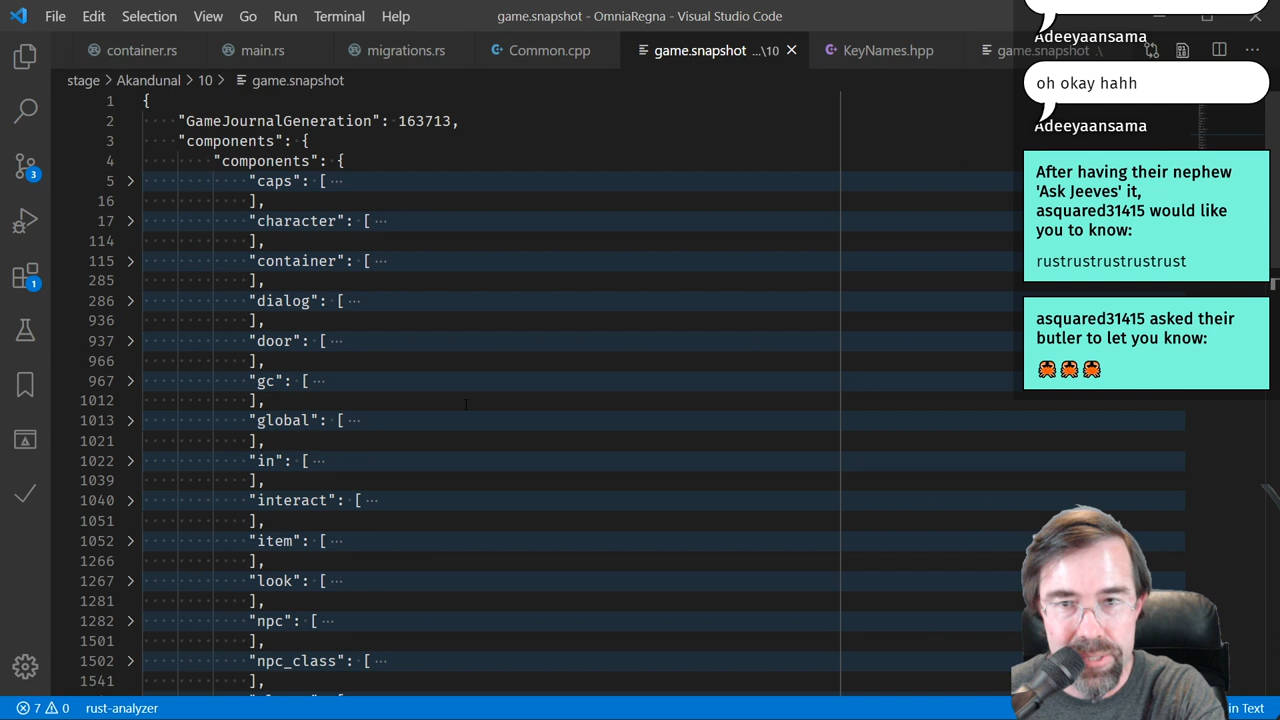 File Edit Selection View Go Run Terminal Help
game.snapshot - OmniaRegna - Visual Studio Code
container.rs
main.rs
migrations.rs
Common.cpp
game.snapshot ...\10
KeyNames.hpp
game.snapshot .\
stage > Akandunal > 10 > game.snapshot
1 {
2 "GameJournalGeneration": 163713,
3 "components": {
4 "components": {
5 "caps": [ ...
16 ],
17 "character": [ ...
114 ],
115 "container": [ ...
285 ],
286 "dialog": [ ...
936 ],
937 "door": [ ...
966 ],
967 "gc": [ ...
1012 ],
1013 "global": [ ...
1021 ],
1022 "in": [ ...
1039 ],
1040 "interact": [ ...
1051 ],
1052 "item": [ ...
1266 ],
1267 "look": [ ...
1281 ],
1282 "npc": [ ...
1501 ],
1502 "npc_class": [ ...
1541 ],
3
1
Adeeyaansama
oh okay hahh
Adeeyaansama
After having their nephew
'Ask Jeeves' it,
asquared31415 would like
you to know:
rustrustrustrustrust
asquared31415 asked their
butler to let you know:
🦀 🦀 🦀
7 0 rust-analyzer
in Text